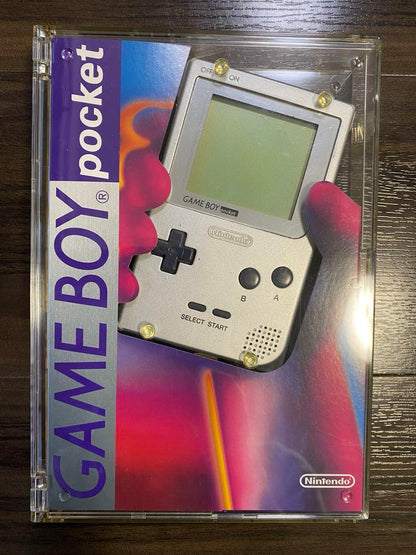 GAME BOY® pocket
OFF ON
GAME BOY pocket
Nintendo®
B A
SELECT START
Nintendo